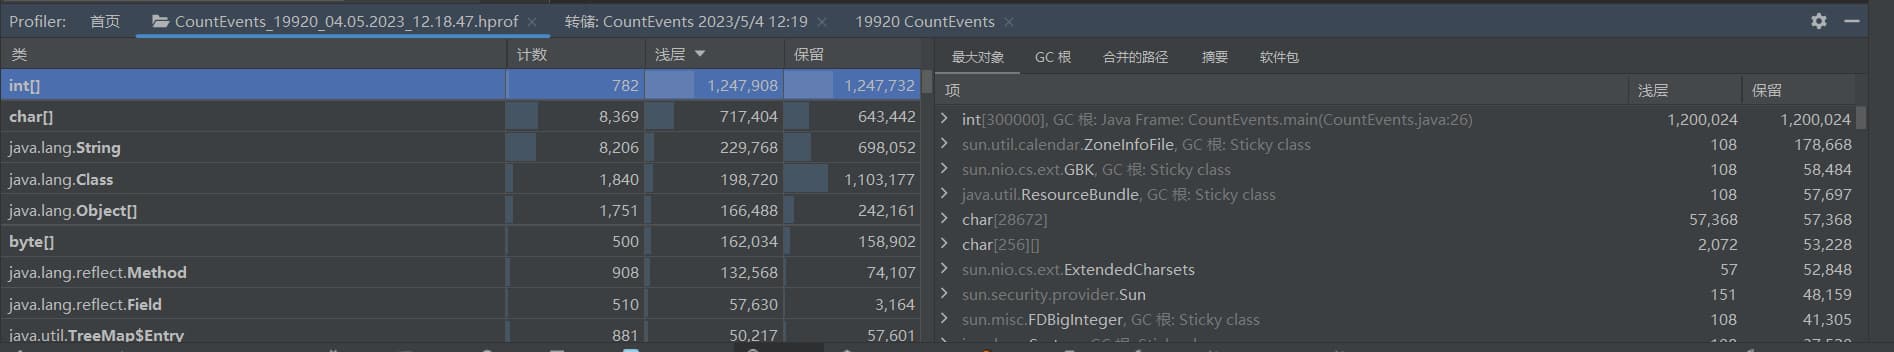 Profiler: 首页 CountEvents_19920_04.05.2023_12.18.47.hprof × 转储: CountEvents 2023/5/4 12:19 × 19920 CountEvents ×
类 计数 浅层 保留
int[] 782 1,247,908 1,247,732
char[] 8,369 717,404 643,442
java.lang.String 8,206 229,768 698,052
java.lang.Class 1,840 198,720 1,103,177
java.lang.Object[] 1,751 166,488 242,161
byte[] 500 162,034 158,902
java.lang.reflect.Method 908 132,568 74,107
java.lang.reflect.Field 510 57,630 3,164
java.util.TreeMap$Entry 881 50,217 57,601
最大对象 GC 根 合并的路径 摘要 软件包
项 浅层 保留
int[300000], GC 根: Java Frame: CountEvents.main(CountEvents.java:26) 1,200,024 1,200,024
sun.util.calendar.ZoneInfoFile, GC 根: Sticky class 108 178,668
sun.nio.cs.ext.GBK, GC 根: Sticky class 108 58,484
java.util.ResourceBundle, GC 根: Sticky class 108 57,697
char[28672] 57,368 57,368
char[256][] 2,072 53,228
sun.nio.cs.ext.ExtendedCharsets 57 52,848
sun.security.provider.Sun 151 48,159
sun.misc.FDBigInteger, GC 根: Sticky class 108 41,305